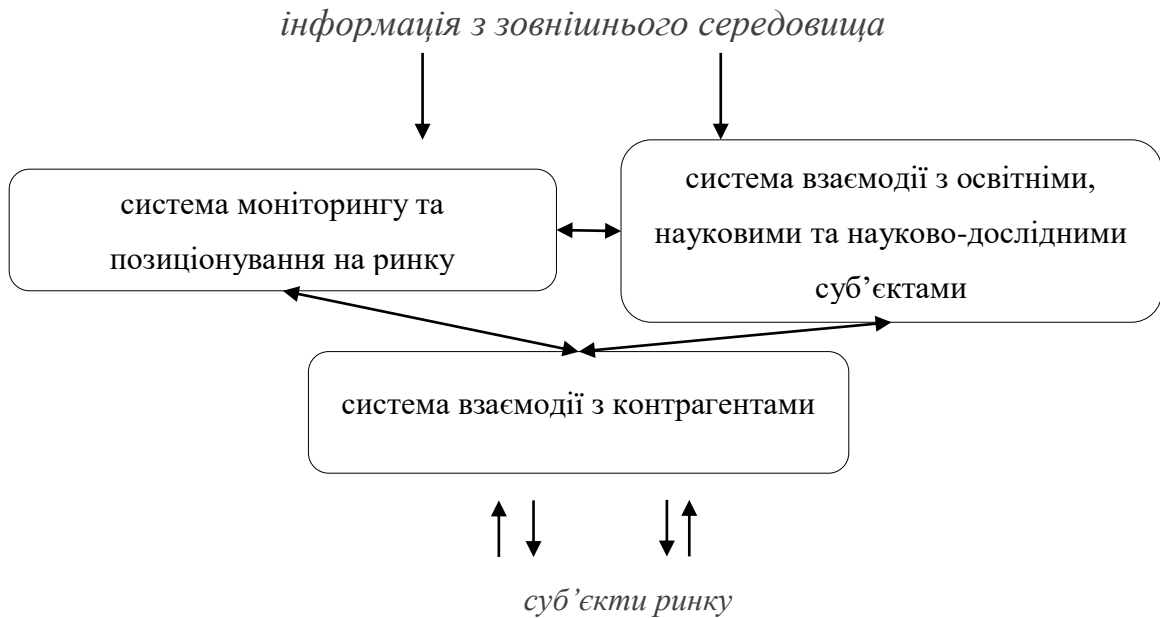 інформація з зовнішнього середовища
система моніторингу та
позиціонування на ринку
система взаємодії з освітніми,
науковими та науково-дослідними
суб’єктами
система взаємодії з контрагентами
суб’єкти ринку